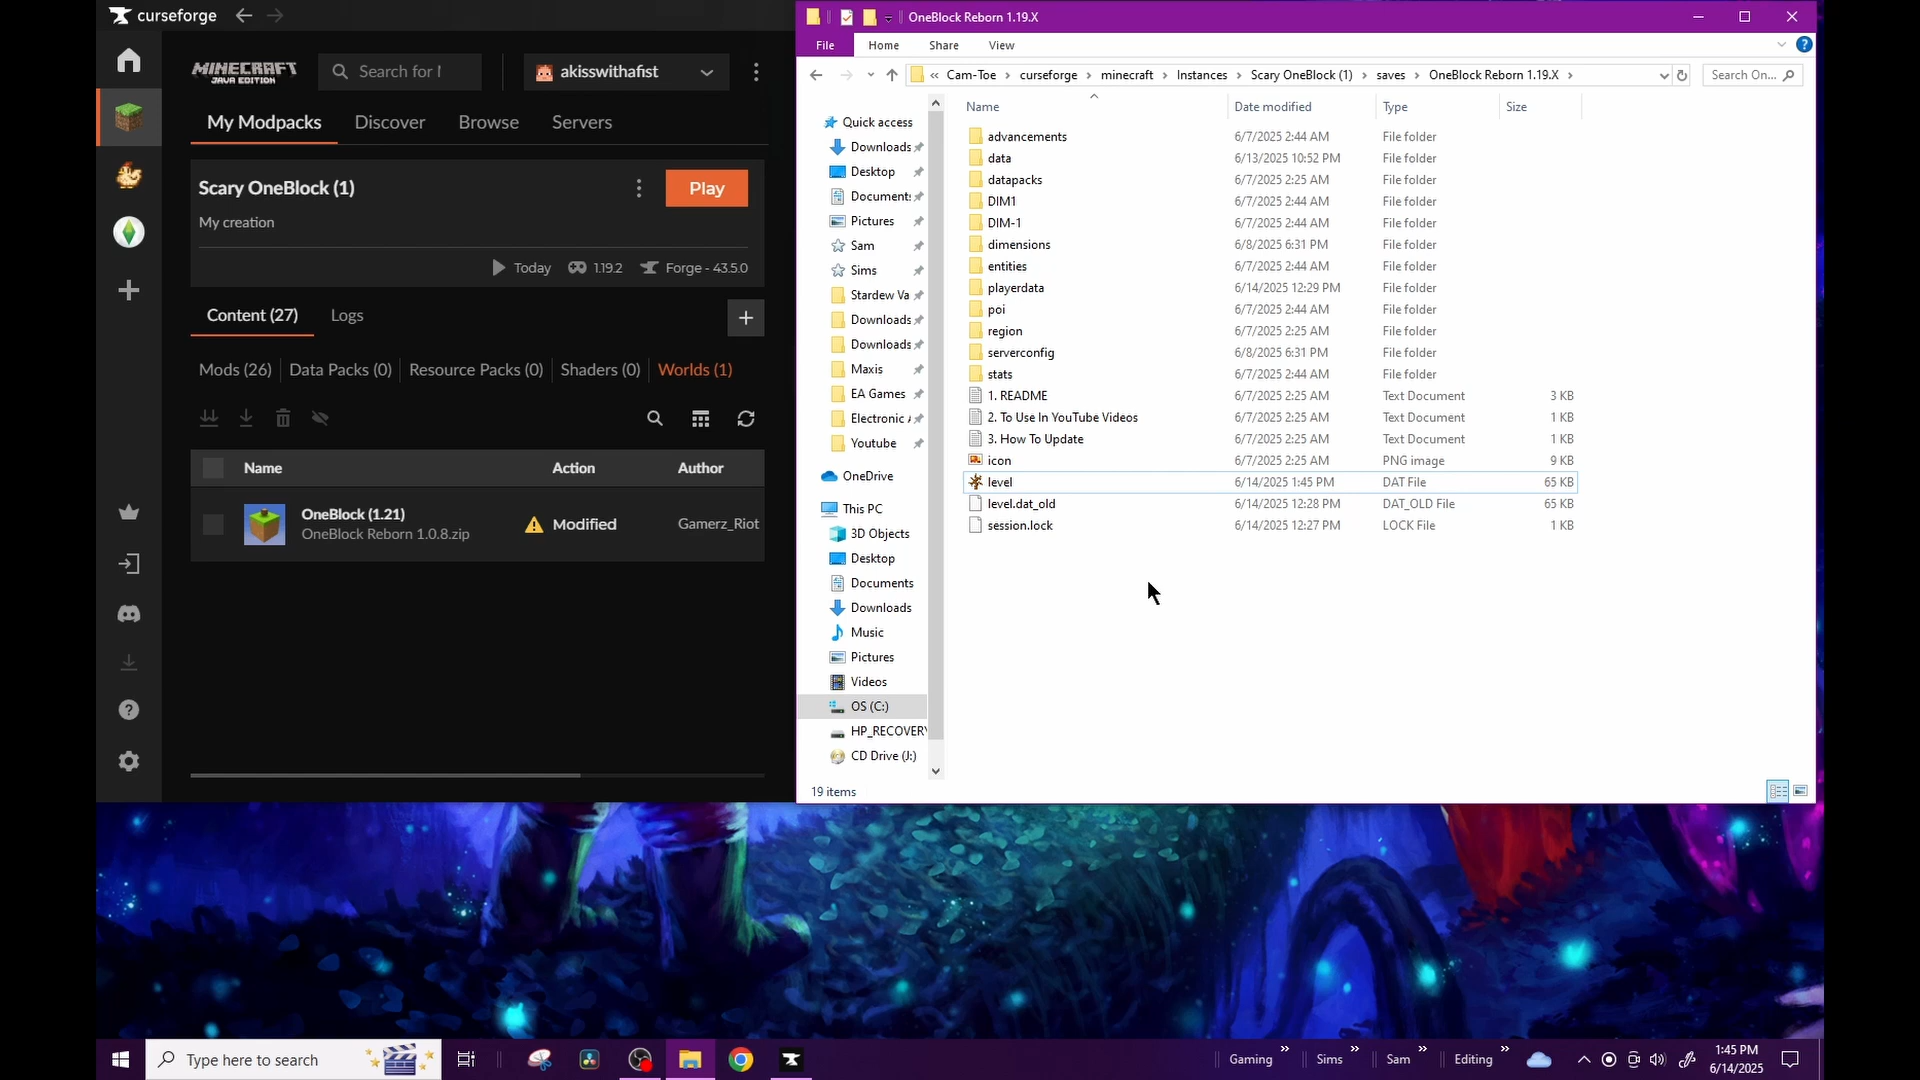 curseforge
MINECRAFT
JAVA EDITION
Search for
akisswithafist
My Modpacks
Discover
Browse
Servers
Scary OneBlock (1)
Play
My creation
Today
1.19.2
Forge - 43.5.0
Content (27)
Logs
Mods (26)
Data Packs (0)
Resource Packs (0)
Shaders (0)
Worlds (1)
Name
Action
Author
OneBlock (1.21)
OneBlock Reborn 1.0.8.zip
Modified
Gamerz_Riot
OneBlock Reborn 1.19.X
File
Home
Share
View
Cam-Toe
curseforge
minecraft
Instances
Scary OneBlock (1)
saves
OneBlock Reborn 1.19.X
Search On...
Quick access
Downloads
Desktop
Documents
Pictures
Sam
Sims
Stardew Va
Downloads
Downloads
Maxis
EA Games
Electronic
Youtube
OneDrive
This PC
3D Objects
Desktop
Documents
Downloads
Music
Pictures
Videos
OS (C:)
HP_RECOVERY
CD Drive (J:)
Name Date modified Type Size
advancements 6/7/2025 2:44 AM File folder
data 6/13/2025 10:52 PM File folder
datapacks 6/7/2025 2:25 AM File folder
DIM1 6/7/2025 2:44 AM File folder
DIM-1 6/7/2025 2:44 AM File folder
dimensions 6/8/2025 6:31 PM File folder
entities 6/7/2025 2:44 AM File folder
playerdata 6/14/2025 12:29 PM File folder
poi 6/7/2025 2:44 AM File folder
region 6/7/2025 2:25 AM File folder
serverconfig 6/8/2025 6:31 PM File folder
stats 6/7/2025 2:44 AM File folder
1. README 6/7/2025 2:25 AM Text Document 3 KB
2. To Use In YouTube Videos 6/7/2025 2:25 AM Text Document 1 KB
3. How To Update 6/7/2025 2:25 AM Text Document 1 KB
icon 6/7/2025 2:25 AM PNG image 9 KB
level 6/14/2025 1:45 PM DAT File 65 KB
level.dat_old 6/14/2025 12:28 PM DAT_OLD File 65 KB
session.lock 6/14/2025 12:27 PM LOCK File 1 KB
19 items
Type here to search
Gaming
Sims
Sam
Editing
1:45 PM
6/14/2025